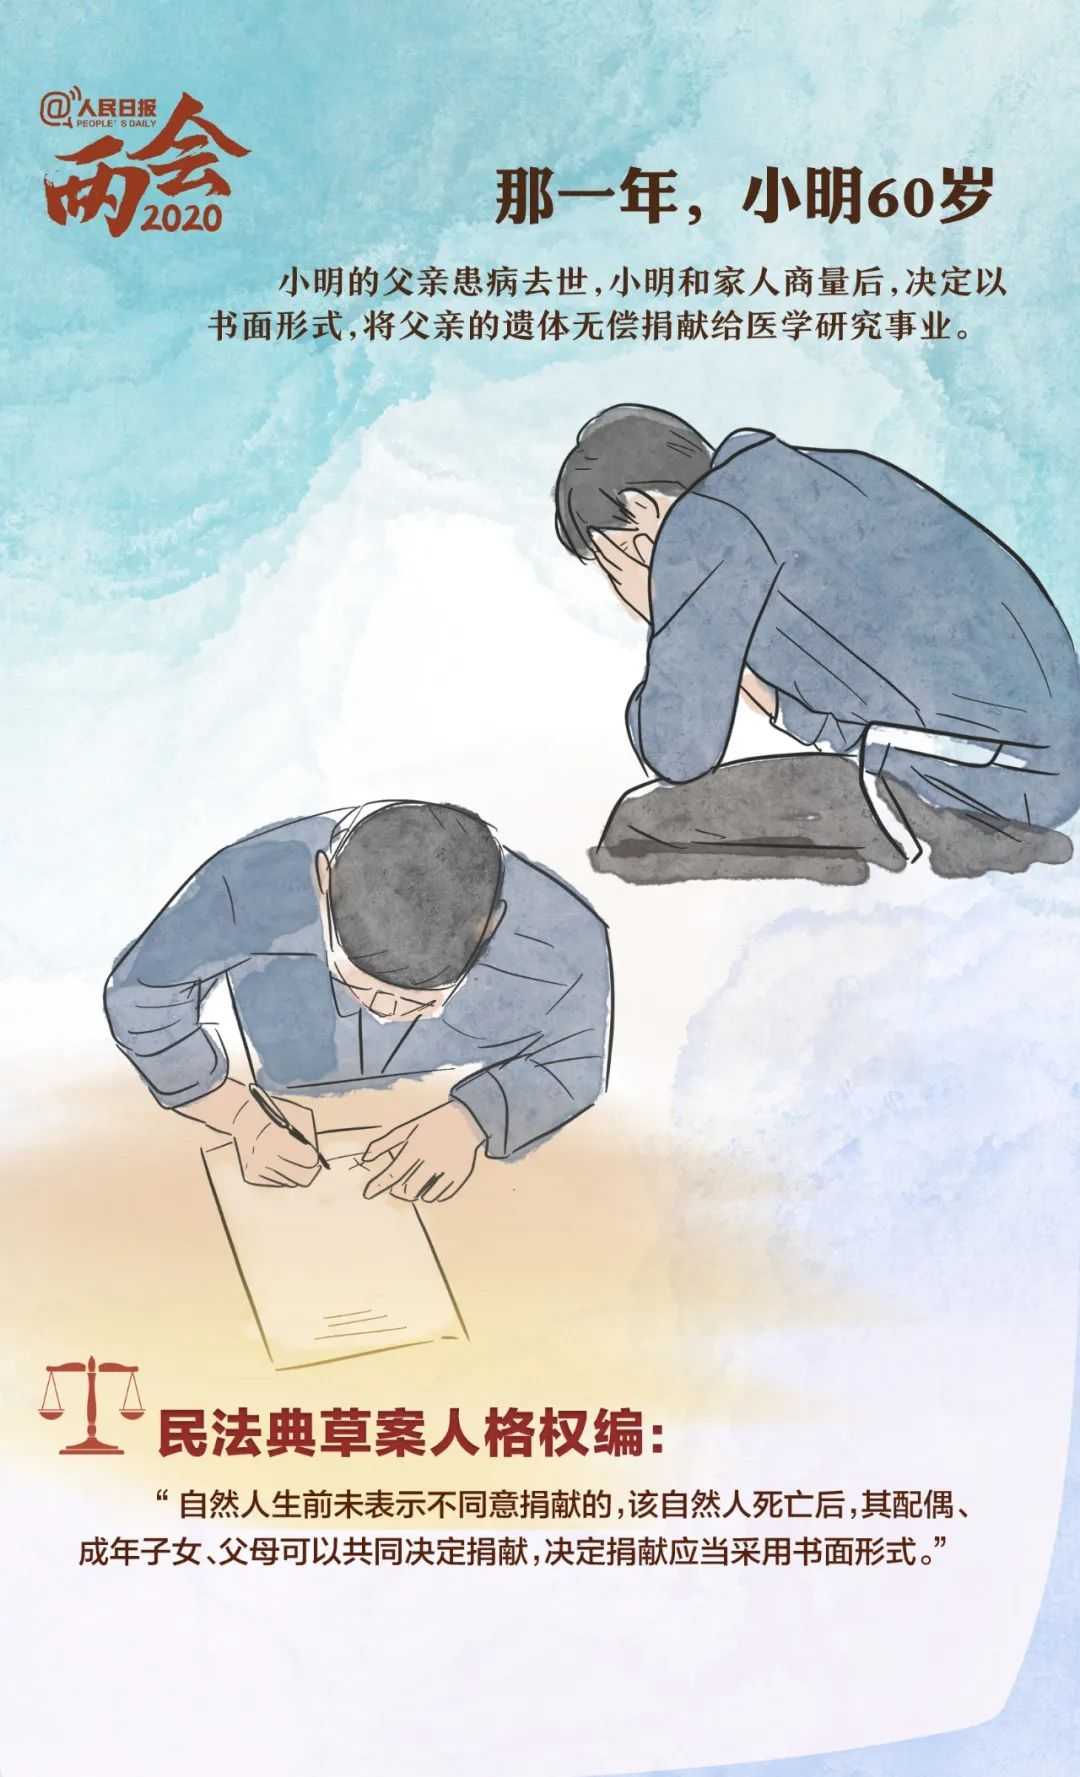 @人民日报
PEOPLE'S DAILY
两会
2020
那一年，小明60岁
小明的父亲患病去世，小明和家人商量后，决定以
书面形式，将父亲的遗体无偿捐献给医学研究事业。
民法典草案人格权编：
“自然人生前未表示不同意捐献的，该自然人死亡后，其配偶、
成年子女、父母可以共同决定捐献，决定捐献应当采用书面形式。”